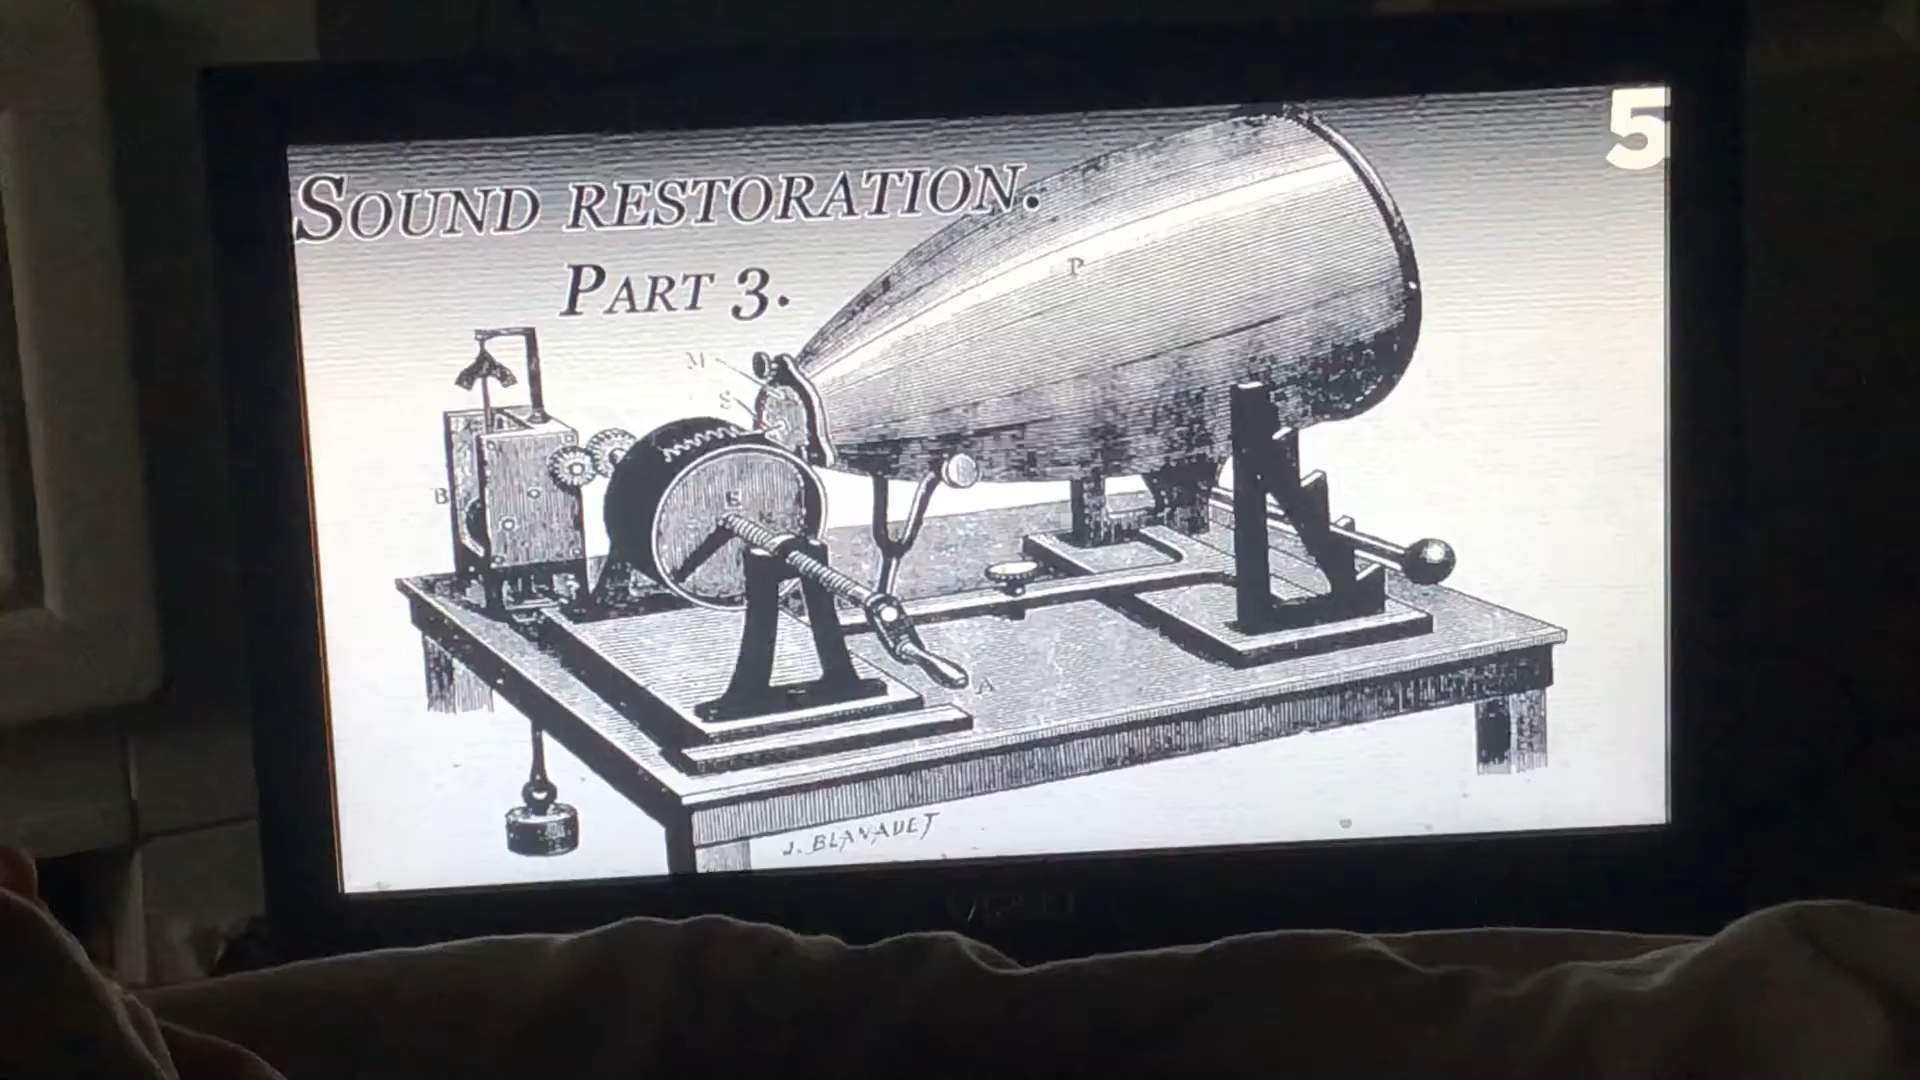 SOUND RESTORATION.
PART 3.
5
P
M
S
B
E
A
J. BLANADET